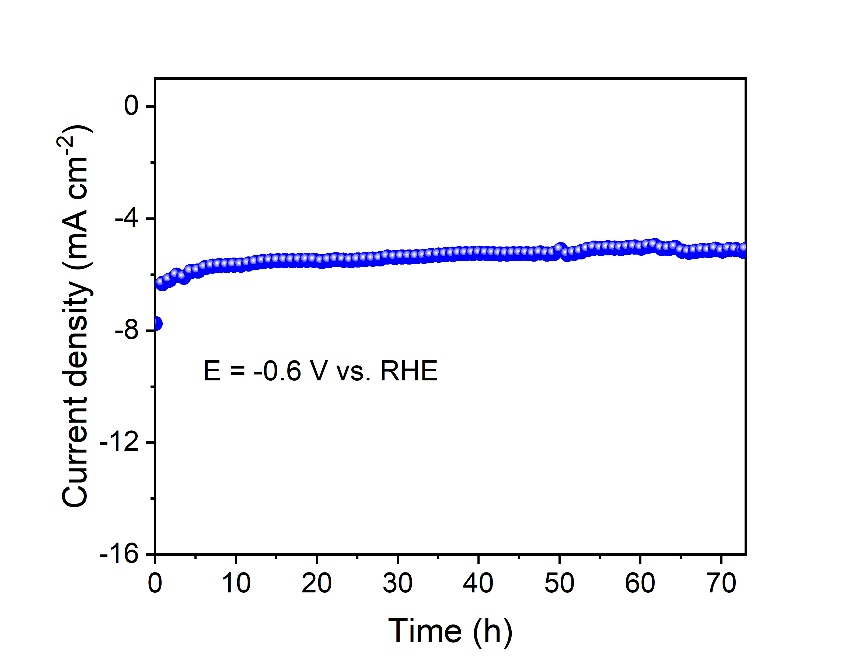 0
-4
-8
-12
-16
Current density (mA cm⁻²)
E = -0.6 V vs. RHE
0 10 20 30 40 50 60 70
Time (h)